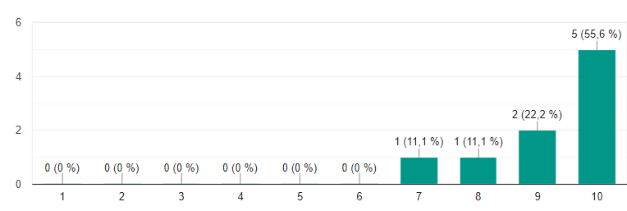 6
5 (55,6 %)
4
2 (22,2 %)
2
1 (11,1 %) 1 (11,1 %)
0 (0 %) 0 (0 %) 0 (0 %) 0 (0 %) 0 (0 %) 0 (0 %)
0
1 2 3 4 5 6 7 8 9 10